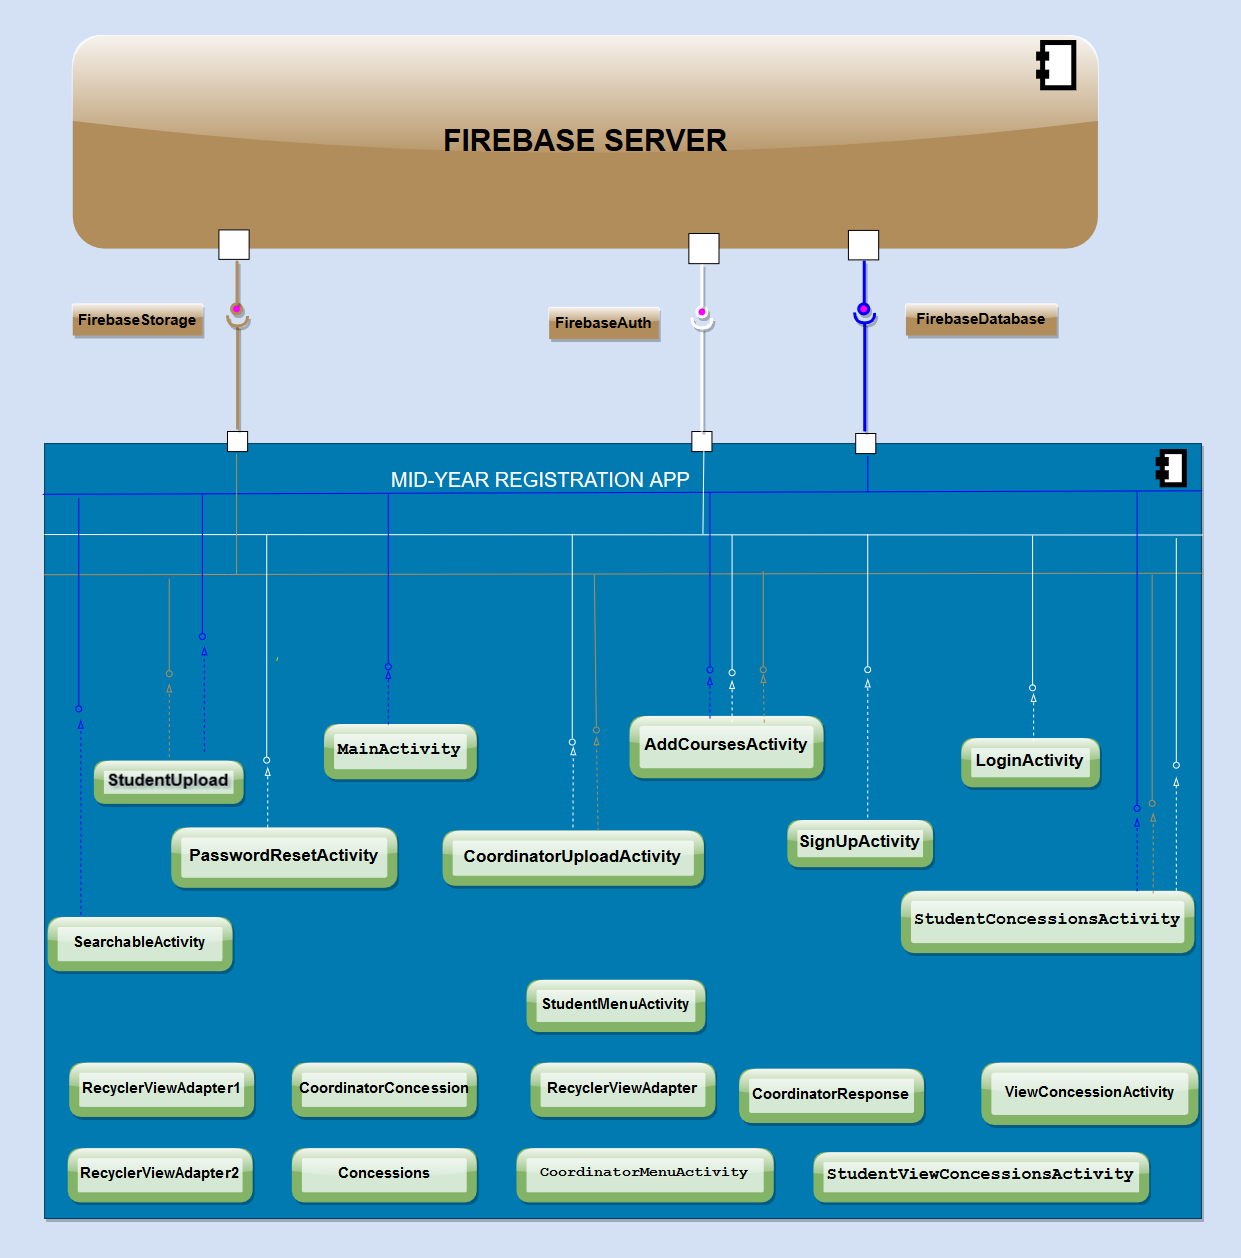 FIREBASE SERVER
FirebaseStorage
FirebaseAuth
FirebaseDatabase
MID-YEAR REGISTRATION APP
MainActivity
AddCoursesActivity
LoginActivity
StudentUpload
PasswordResetActivity
CoordinatorUploadActivity
SignUpActivity
StudentConcessionsActivity
SearchableActivity
StudentMenuActivity
RecyclerViewAdapter1
CoordinatorConcession
RecyclerViewAdapter
CoordinatorResponse
ViewConcessionActivity
RecyclerViewAdapter2
Concessions
CoordinatorMenuActivity
StudentViewConcessionsActivity